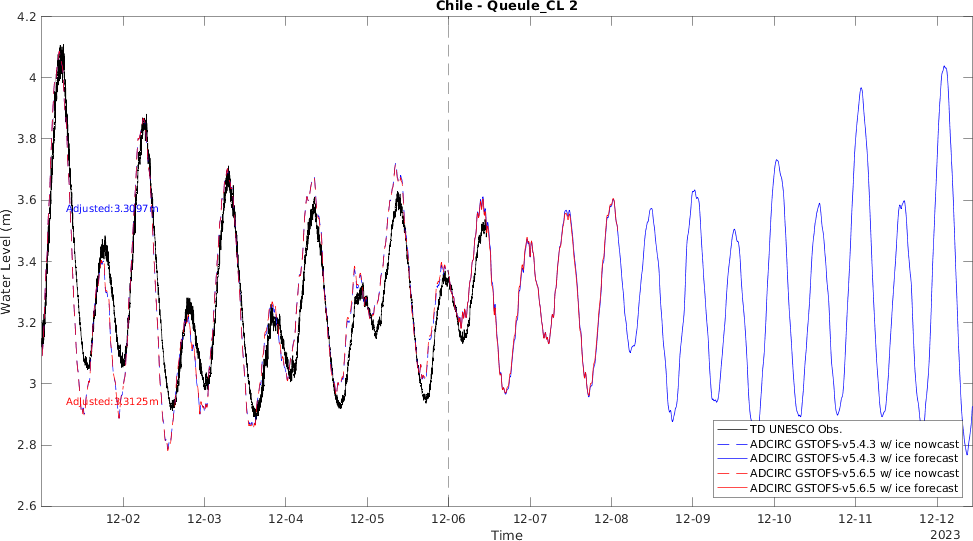 Chile - Queule_CL 2
4.2
4
3.8
3.6
3.4
3.2
3
2.8
2.6
Water Level (m)
Adjusted:3.3097m
Adjusted:3.3125m
TD UNESCO Obs.
ADCIRC GSTOFS-v5.4.3 w/ ice nowcast
ADCIRC GSTOFS-v5.4.3 w/ ice forecast
ADCIRC GSTOFS-v5.6.5 w/ ice nowcast
ADCIRC GSTOFS-v5.6.5 w/ ice forecast
12-02 12-03 12-04 12-05 12-06 12-07 12-08 12-09 12-10 12-11 12-12
Time
2023